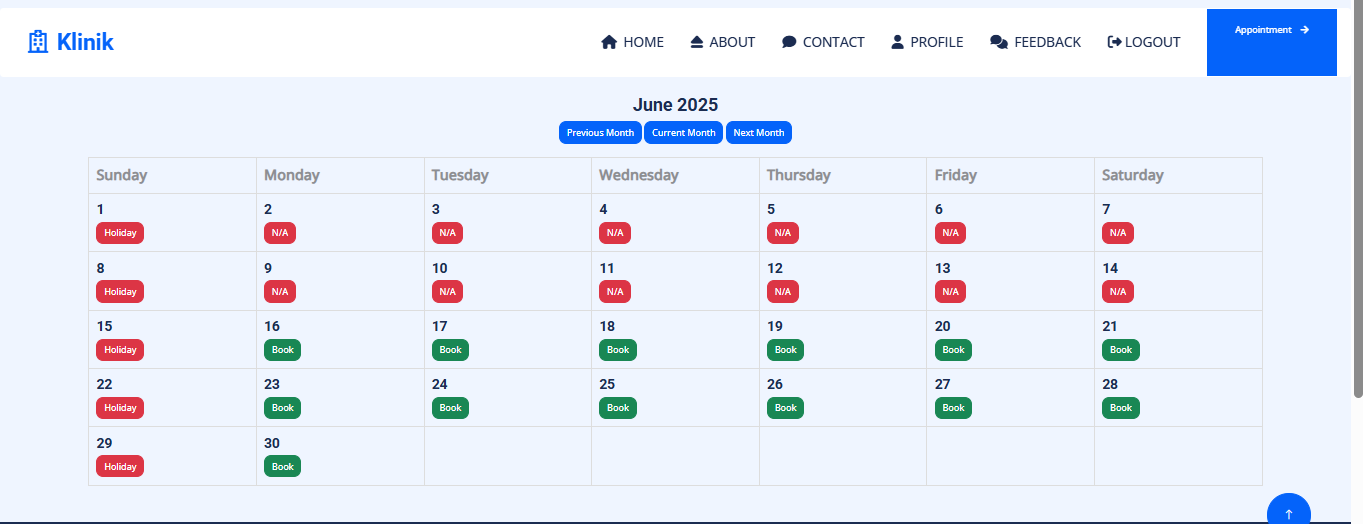 Klinik HOME ABOUT CONTACT PROFILE FEEDBACK LOGOUT Appointment →
June 2025
Previous Month Current Month Next Month
Sunday Monday Tuesday Wednesday Thursday Friday Saturday
1 2 3 4 5 6 7
Holiday N/A N/A N/A N/A N/A N/A
8 9 10 11 12 13 14
Holiday N/A N/A N/A N/A N/A N/A
15 16 17 18 19 20 21
Holiday Book Book Book Book Book Book
22 23 24 25 26 27 28
Holiday Book Book Book Book Book Book
29 30
Holiday Book
↑